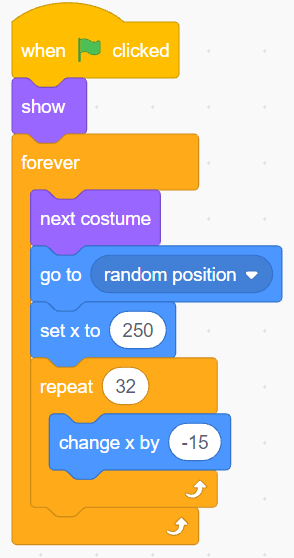 when clicked
show
forever
next costume
go to random position
set x to 250
repeat 32
change x by -15